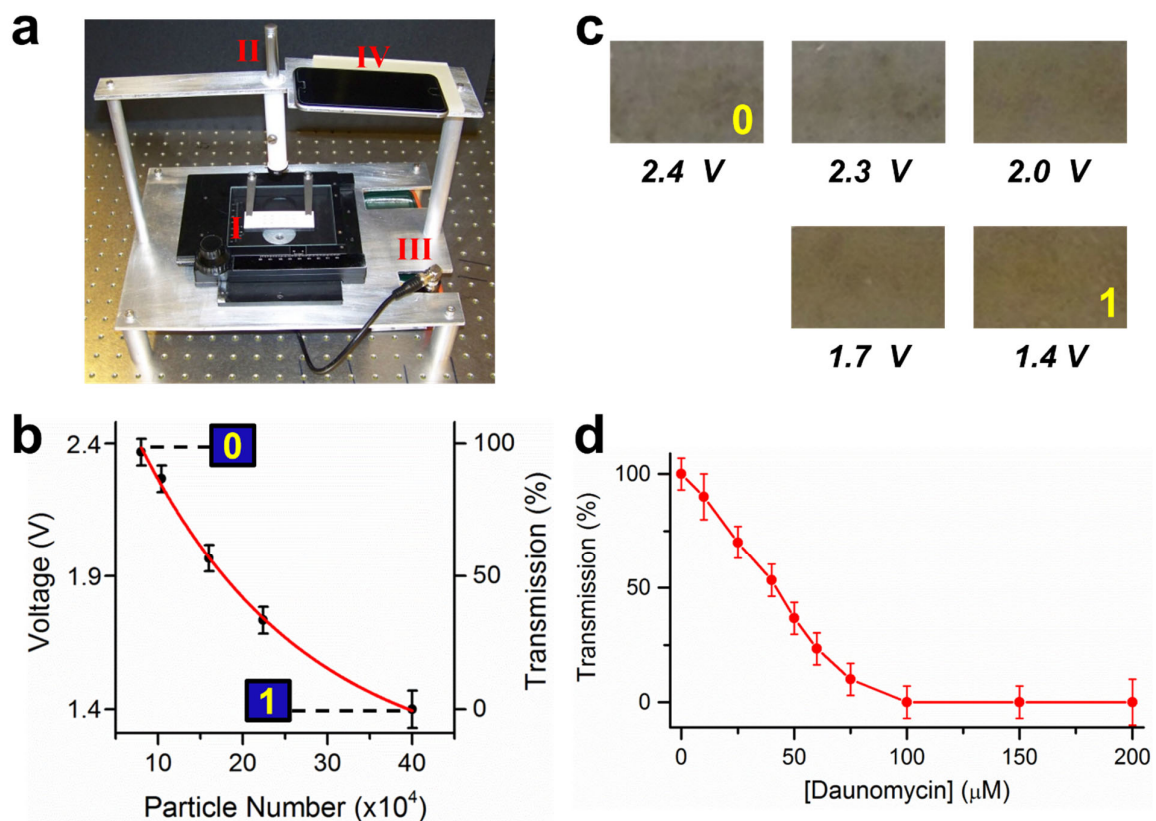 a
II
IV
I
III
c
0
2.4 V
2.3 V
2.0 V
1
1.7 V
1.4 V
b
Voltage (V)
2.4
1.9
1.4
0
1
100
50
0
Transmission (%)
10
20
30
40
Particle Number (x10⁴)
d
Transmission (%)
100
50
0
0
50
100
150
200
[Daunomycin] (μM)